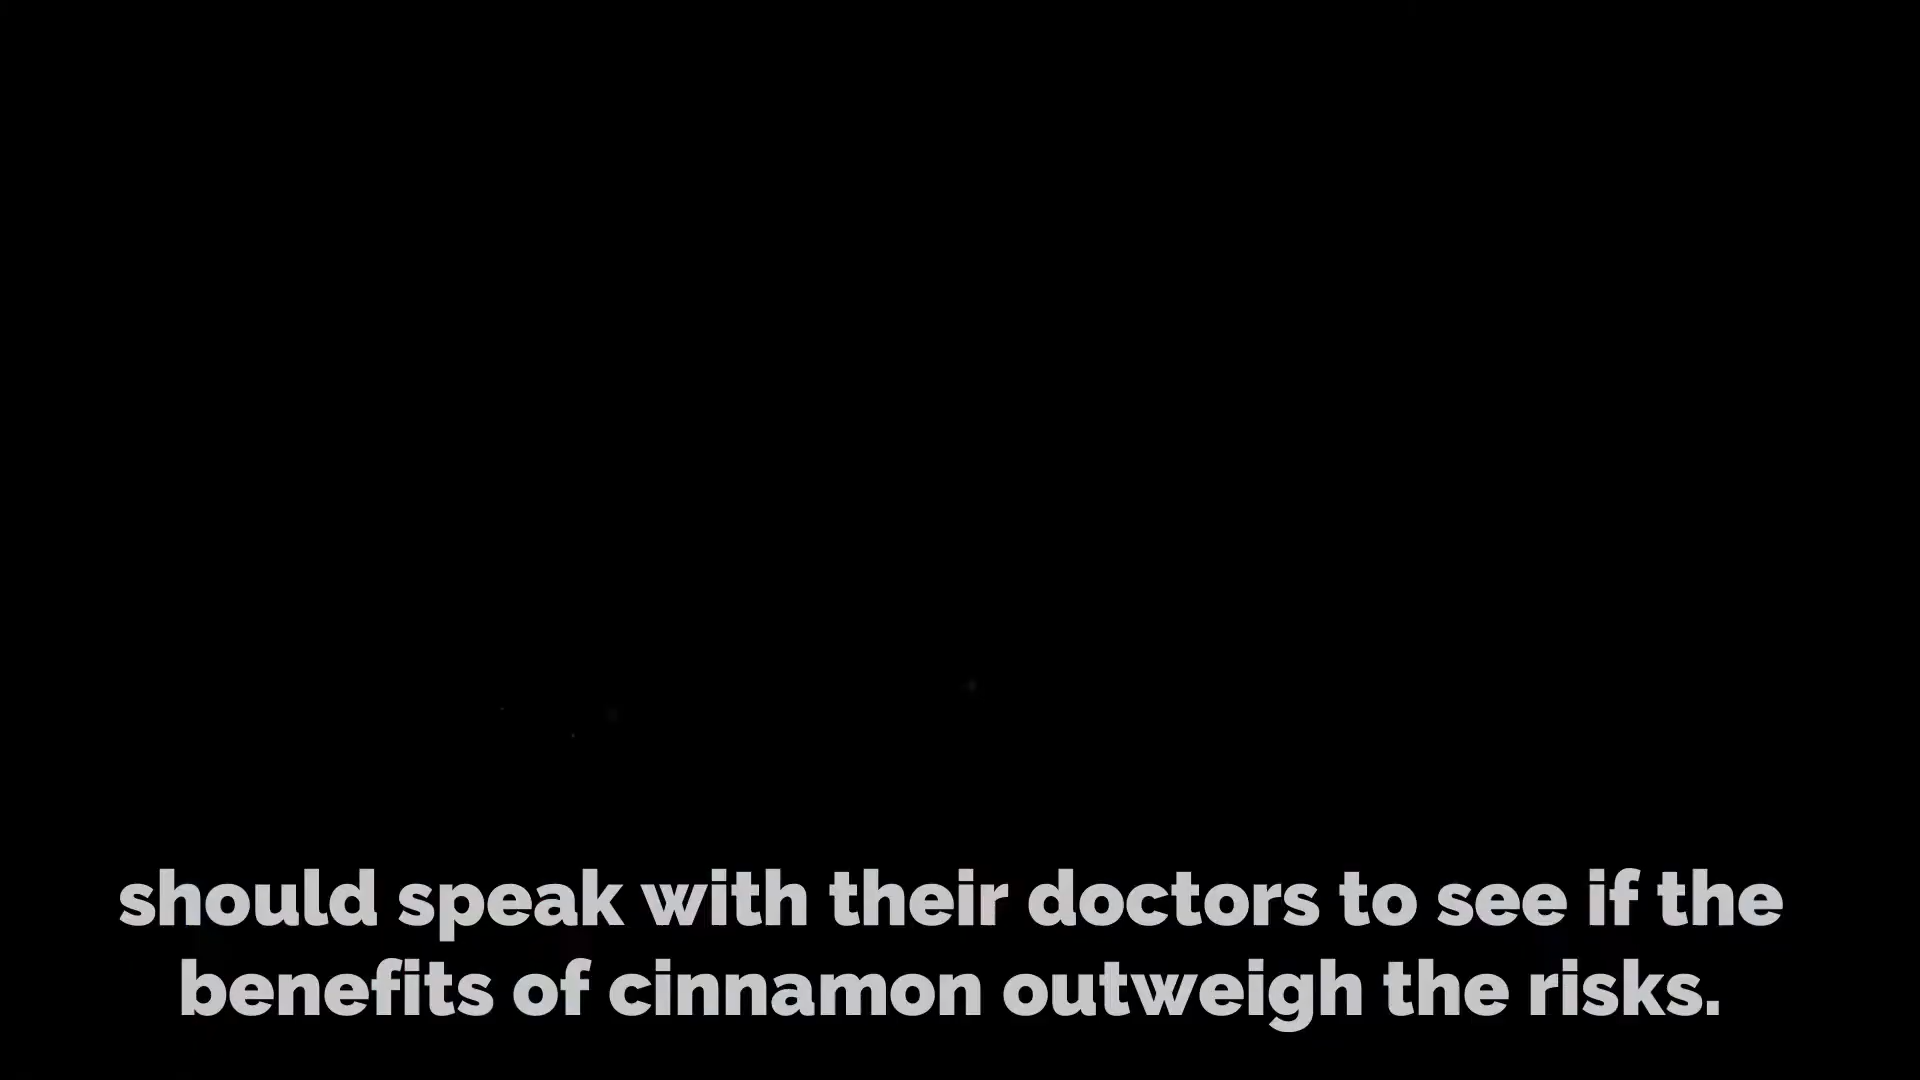 should speak with their doctors to see if the
benefits of cinnamon outweigh the risks.